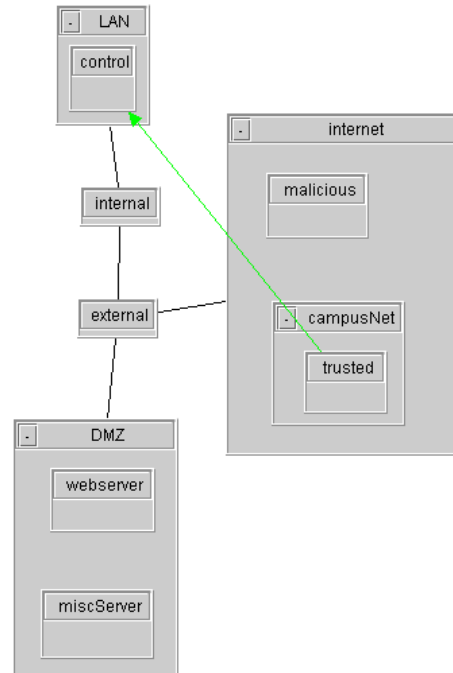 - LAN
control
- internet
malicious
internal
external
- campusNet
trusted
- DMZ
webserver
miscServer